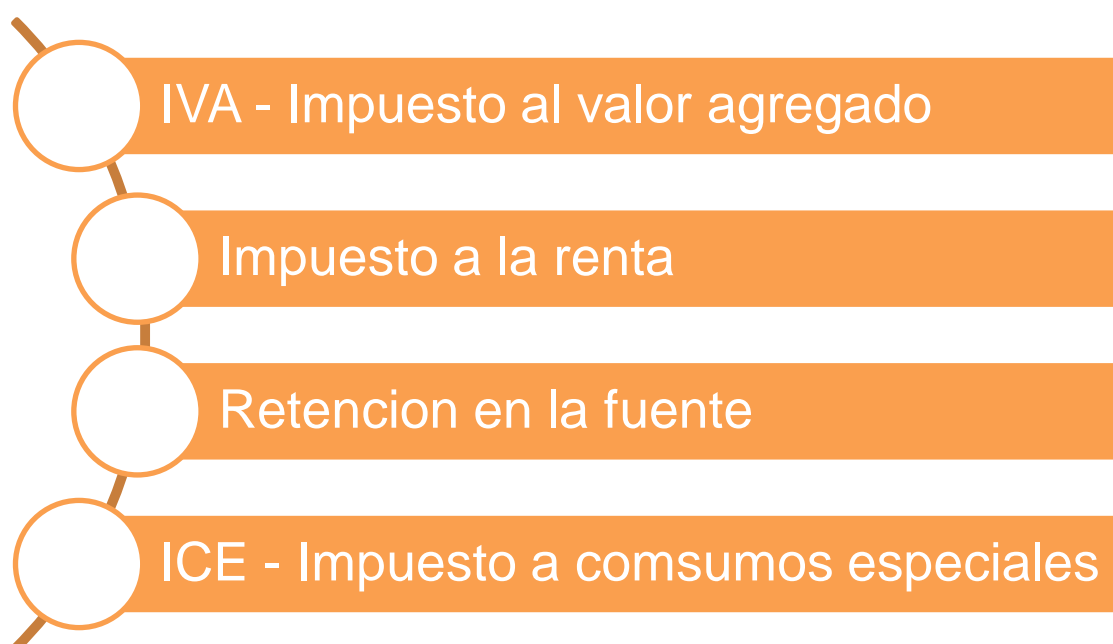 IVA - Impuesto al valor agregado
Impuesto a la renta
Retencion en la fuente
ICE - Impuesto a comsumos especiales